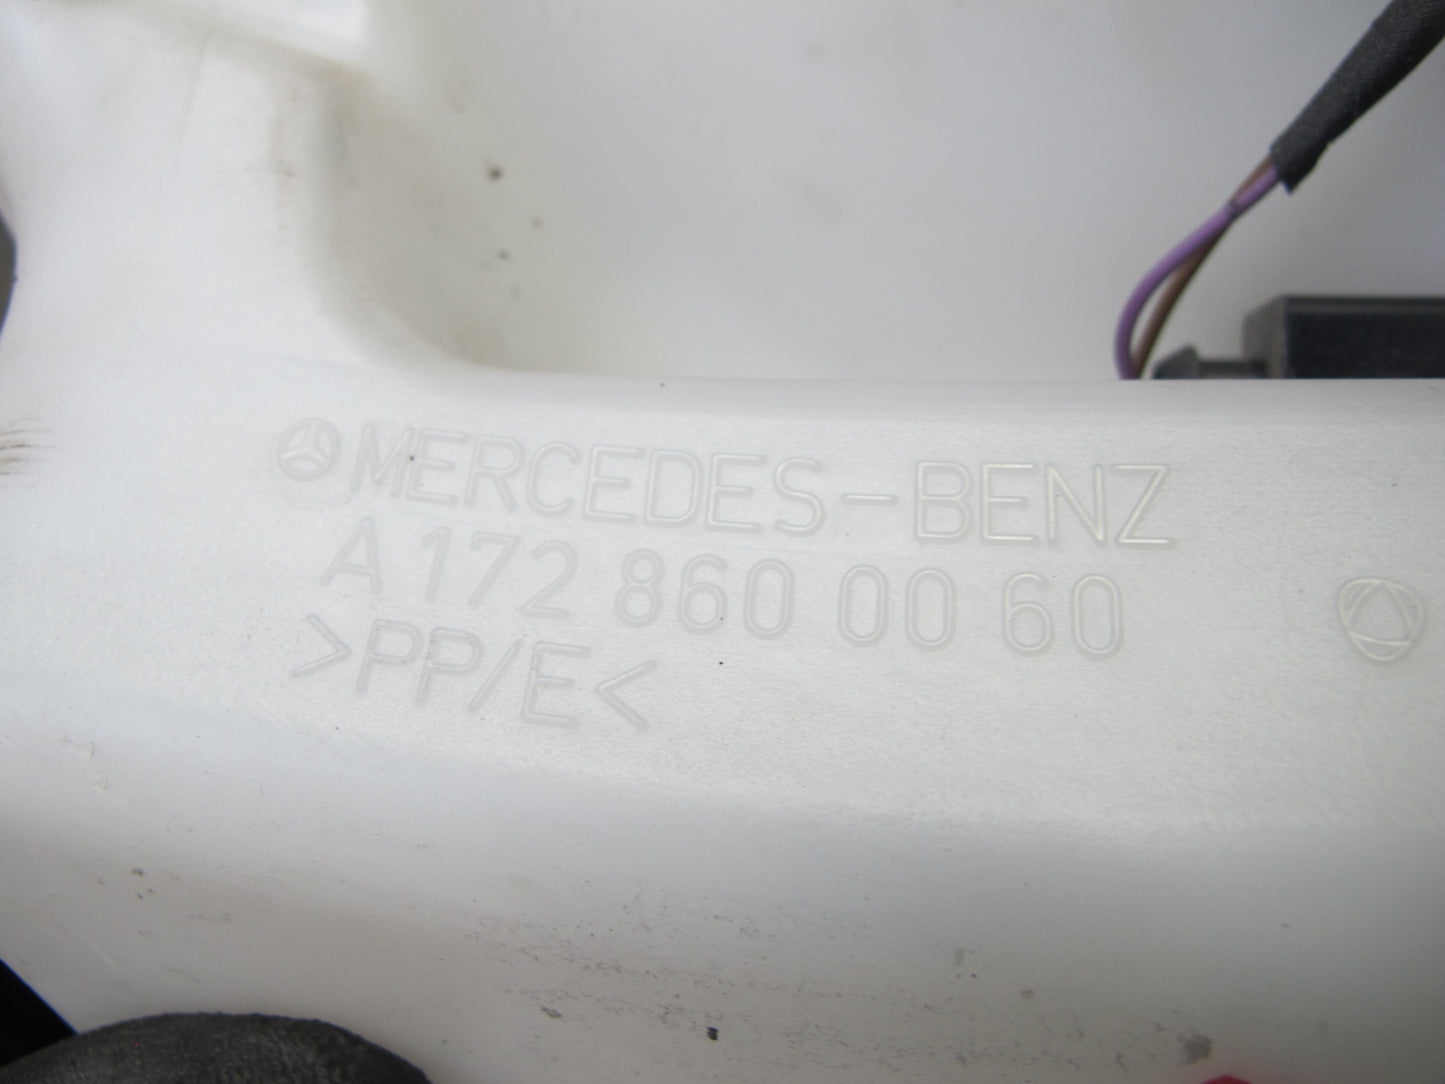 MERCEDES-BENZ
A 172 860 00 60
>PP/E<